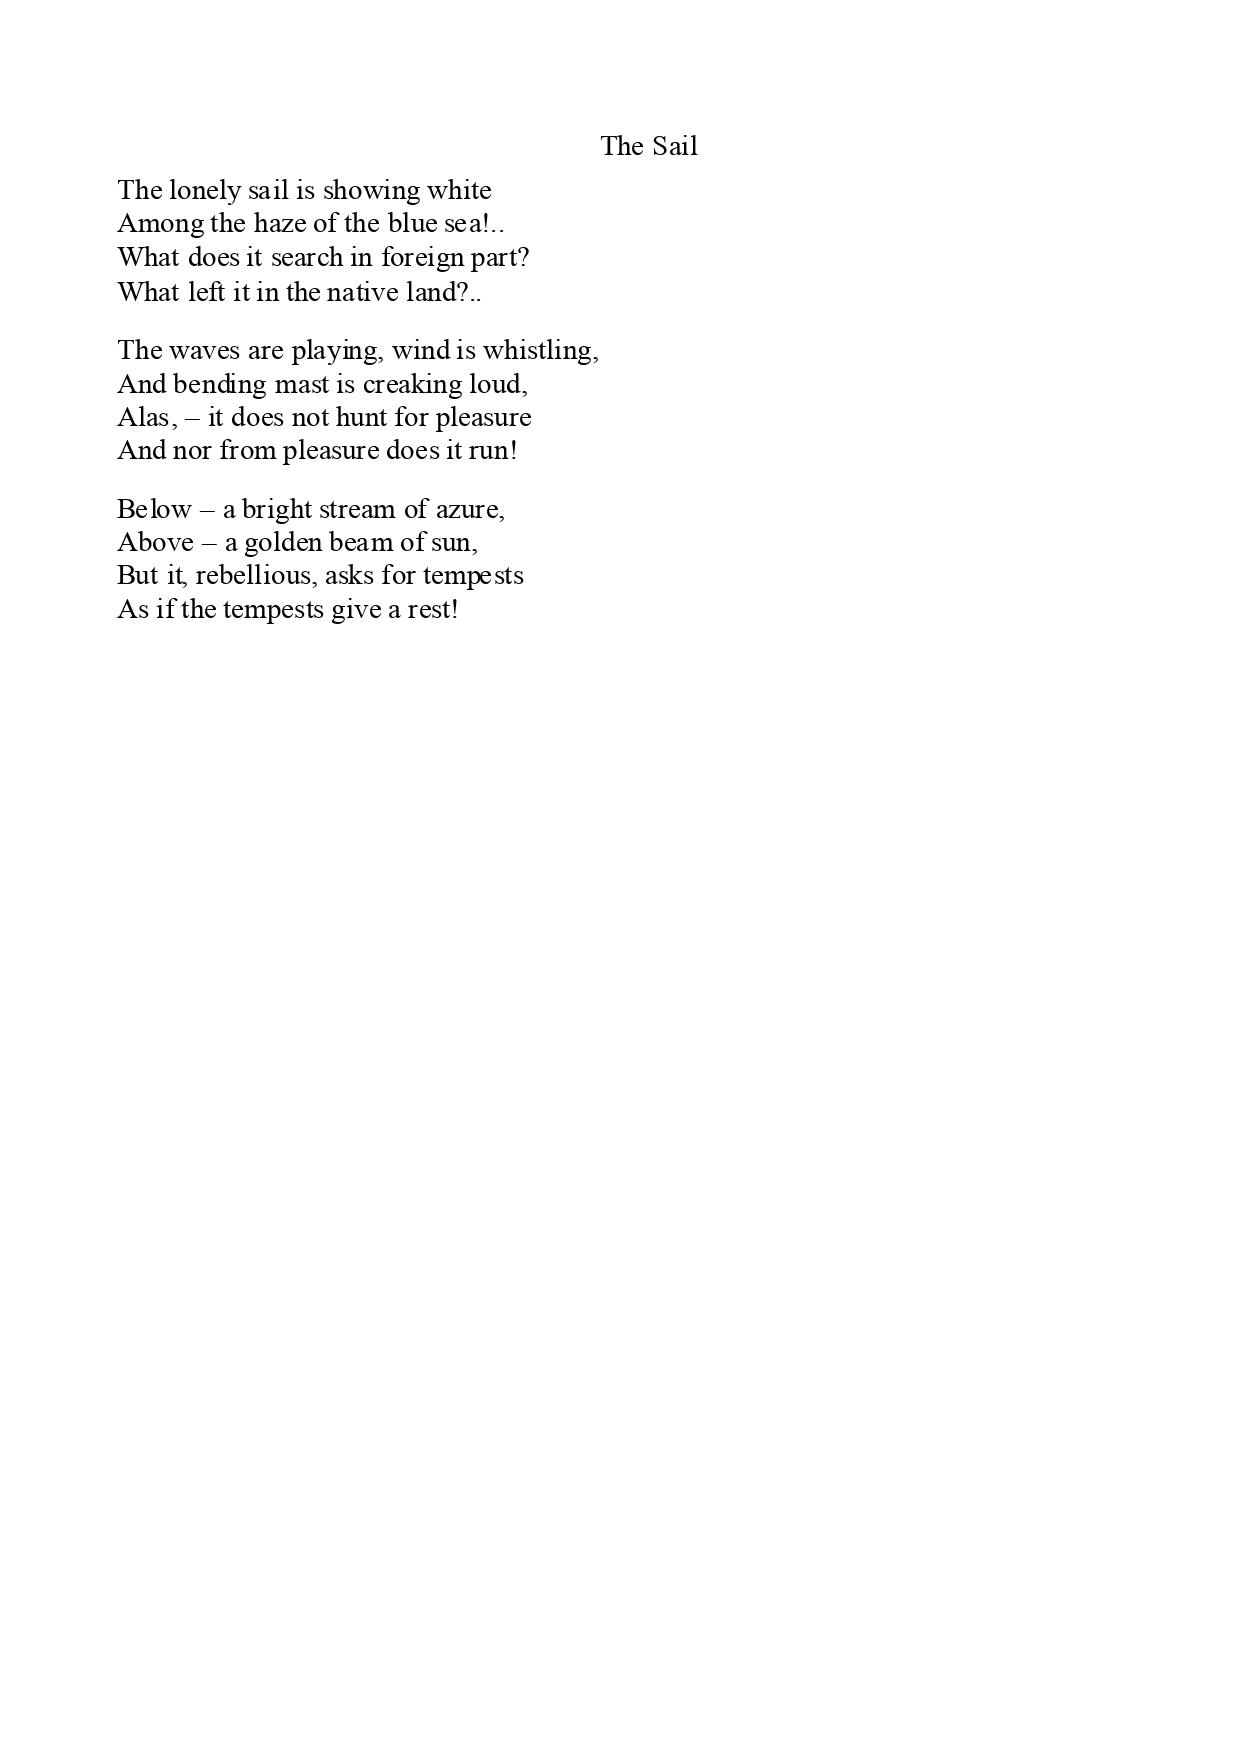 The Sail
The lonely sail is showing white
Among the haze of the blue sea!..
What does it search in foreign part?
What left it in the native land?..
The waves are playing, wind is whistling,
And bending mast is creaking loud,
Alas, – it does not hunt for pleasure
And nor from pleasure does it run!
Below – a bright stream of azure,
Above – a golden beam of sun,
But it, rebellious, asks for tempests
As if the tempests give a rest!